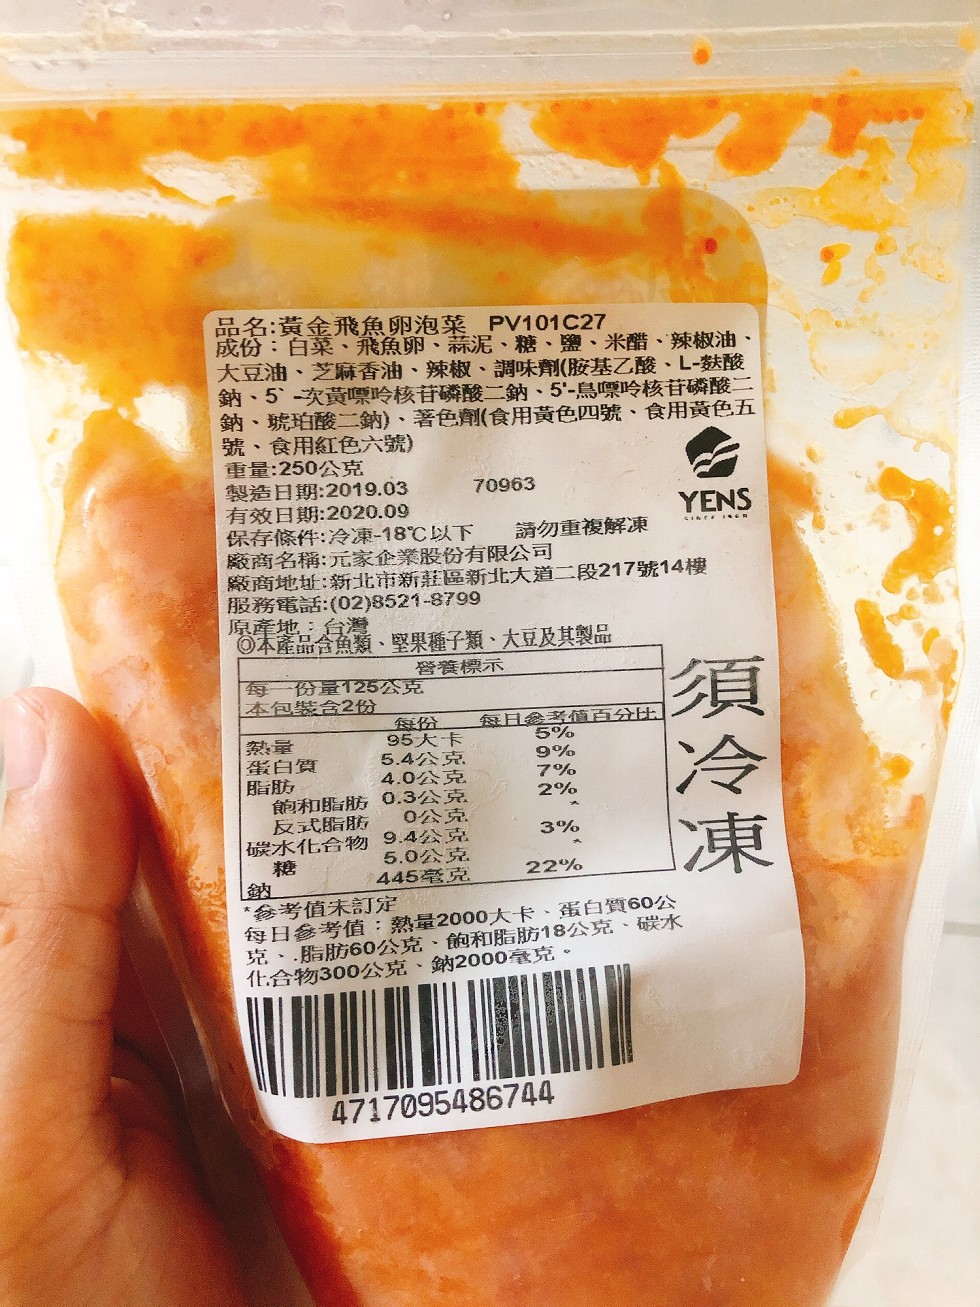 品名:黃金飛魚卵泡菜 PV101C27
成份：白菜、飛魚卵、蒜泥、糖、鹽、米醋、辣椒油、
大豆油、芝麻香油、辣椒、調味劑(胺基乙酸、L-麩酸
鈉、5`-次黃嘌呤核苷磷酸二鈉、5'-鳥嘌呤核苷磷酸二
鈉、琥珀酸二鈉)、著色劑(食用黃色四號、食用黃色五
號、食用紅色六號)
重量:250公克
製造日期:2019.03 70963
有效日期:2020.09
保存條件:冷凍-18℃以下 請勿重複解凍
廠商名稱:元家企業股份有限公司
廠商地址:新北市新莊區新北大道二段217號14樓
服務電話:(02)8521-8799
原產地：台灣
◎本產品含魚類、堅果種子類、大豆及其製品
YENS
須冷凍
營養標示
每一份量125公克
本包裝含2份
每份 每日參考值百分比
熱量 95大卡 5%
蛋白質 5.4公克 9%
脂肪 4.0公克 7%
飽和脂肪 0.3公克 2%
反式脂肪 0公克 *
碳水化合物 9.4公克 3%
糖 5.0公克 *
鈉 445毫克 22%
*參考值未訂定
每日參考值：熱量2000大卡、蛋白質60公
克、.脂肪60公克、飽和脂肪18公克、碳水
化合物300公克、鈉2000毫克。
4717095486744